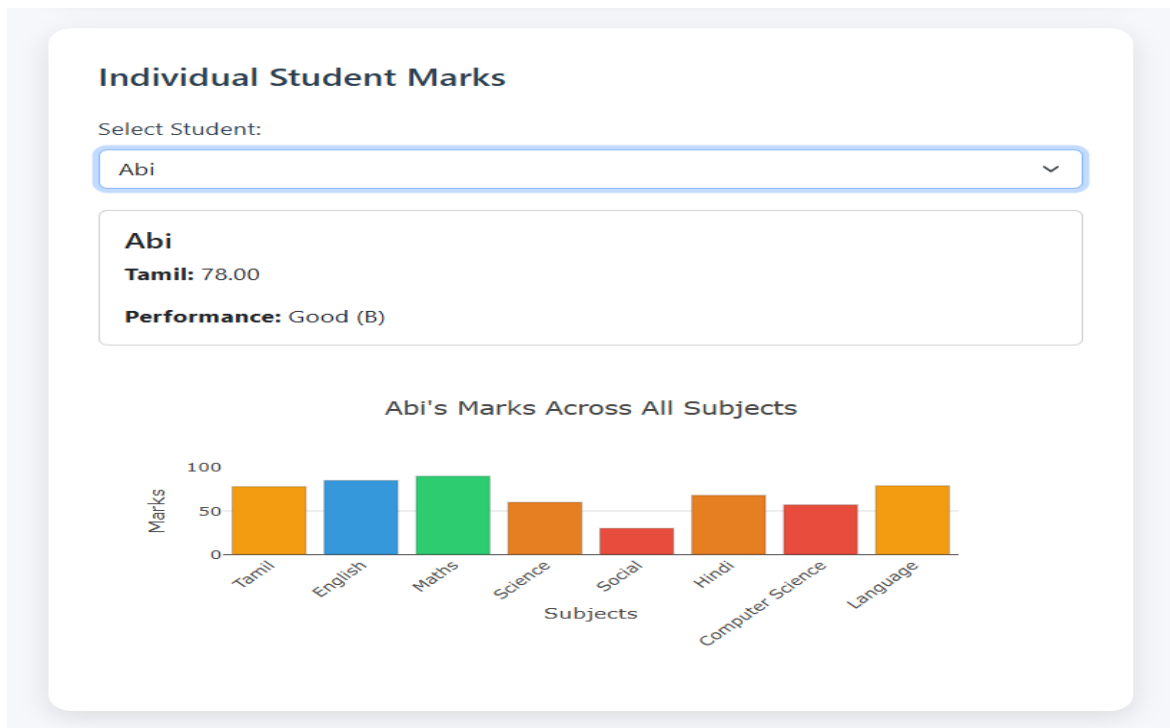 Individual Student Marks
Select Student:
Abi
Abi
Tamil: 78.00
Performance: Good (B)
Abi's Marks Across All Subjects
100
50
0
Marks
Tamil
English
Maths
Science
Social
Hindi
Computer Science
Language
Subjects